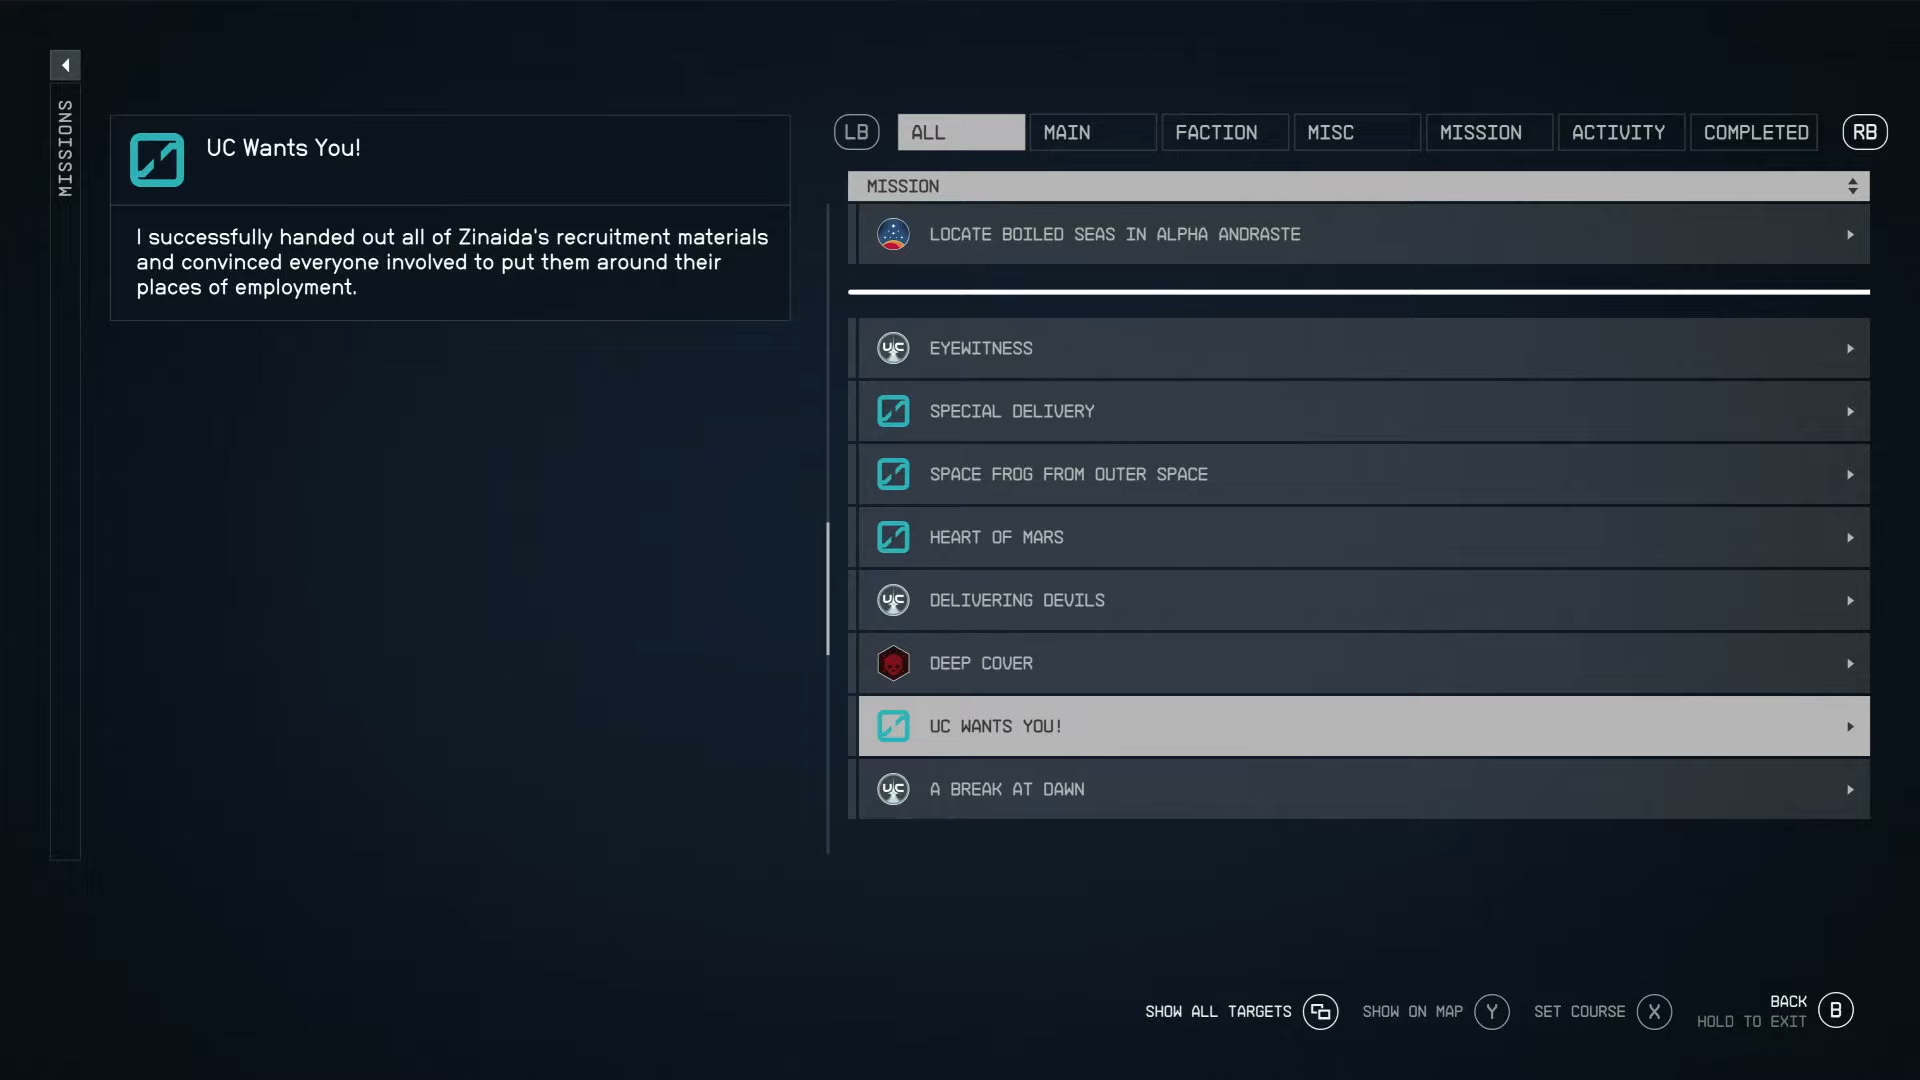 MISSIONS
UC Wants You!
I successfully handed out all of Zinaida's recruitment materials
and convinced everyone involved to put them around their
places of employment.
LB ALL MAIN FACTION MISC MISSION ACTIVITY COMPLETED RB
MISSION
LOCATE BOILED SEAS IN ALPHA ANDRASTE
UC EYEWITNESS
SPECIAL DELIVERY
SPACE FROG FROM OUTER SPACE
HEART OF MARS
UC DELIVERING DEVILS
DEEP COVER
UC WANTS YOU!
UC A BREAK AT DAWN
SHOW ALL TARGETS SHOW ON MAP Y SET COURSE X BACK B
HOLD TO EXIT